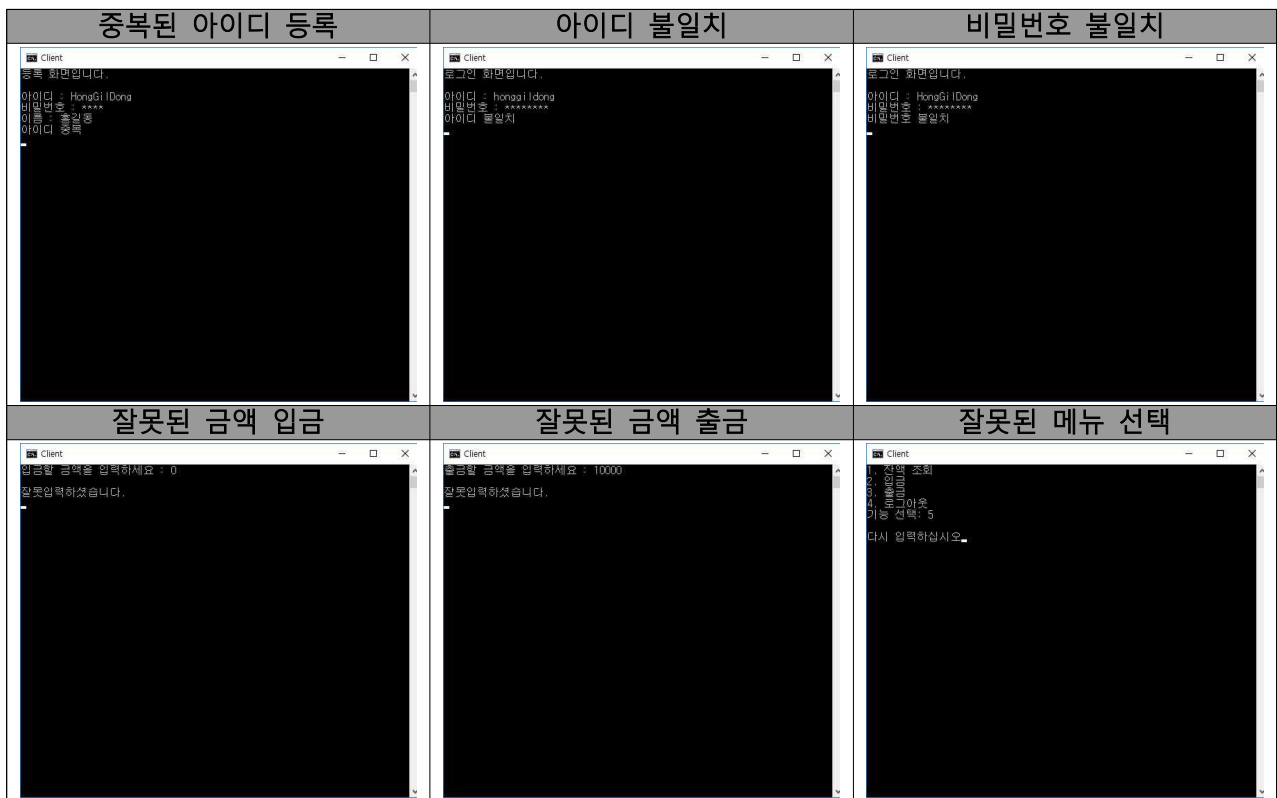 중복된 아이디 등록
아이디 불일치
비밀번호 불일치
Client
등록 화면입니다.
아이디 : HongGilDong
비밀번호 : ****
이름 : 홍길동
아이디 중복
Client
로그인 화면입니다.
아이디 : honggildong
비밀번호 : ********
아이디 불일치
Client
로그인 화면입니다.
아이디 : HongGilDong
비밀번호 : ********
비밀번호 불일치
잘못된 금액 입금
잘못된 금액 출금
잘못된 메뉴 선택
Client
입금할 금액을 입력하세요 : 0
잘못입력하셨습니다.
Client
출금할 금액을 입력하세요 : 10000
잘못입력하셨습니다.
Client
1. 잔액 조회
2. 입금
3. 출금
4. 로그아웃
기능 선택: 5
다시 입력하십시오